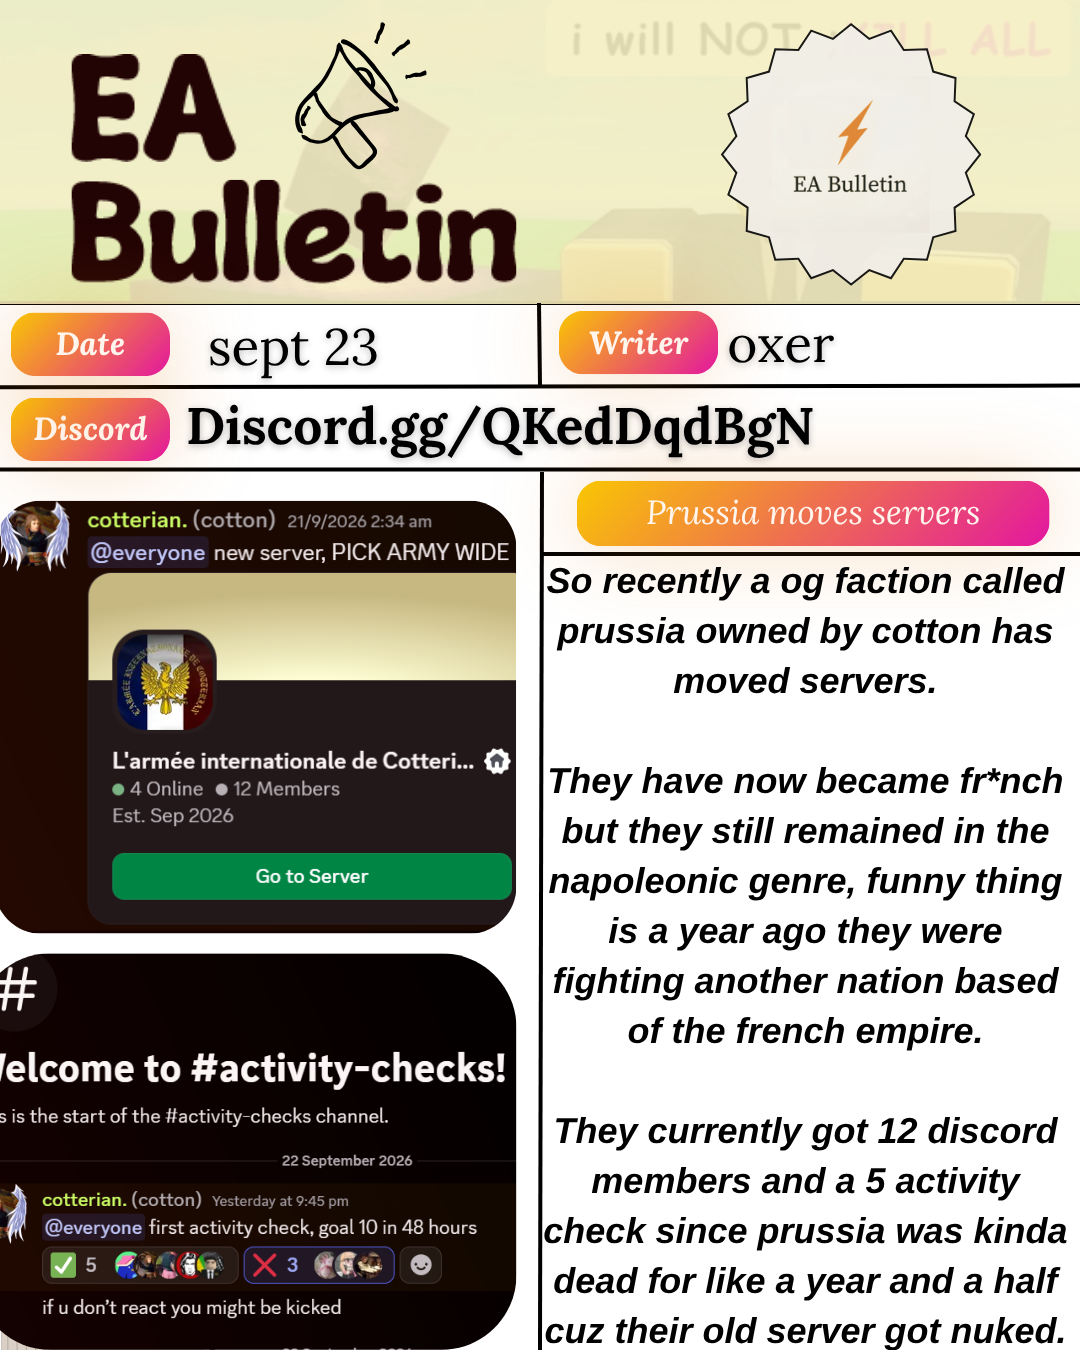 i will NOT KILL ALL
EA
Bulletin
EA Bulletin
Date
sept 23
Writer
oxer
Discord
Discord.gg/QKedDqdBgN
cotterian. (cotton) 21/9/2026 2:34 am
@everyone new server, PICK ARMY WIDE
L'ARMÉE INTERNATIONALE DE COTTERIAN
L'armée internationale de Cotteri...
4 Online 12 Members
Est. Sep 2026
Go to Server
#
Welcome to #activity-checks!
s is the start of the #activity-checks channel.
22 September 2026
cotterian. (cotton) Yesterday at 9:45 pm
@everyone first activity check, goal 10 in 48 hours
5 3
if u don't react you might be kicked
Prussia moves servers
So recently a og faction called
prussia owned by cotton has
moved servers.
They have now became fr*nch
but they still remained in the
napoleonic genre, funny thing
is a year ago they were
fighting another nation based
of the french empire.
They currently got 12 discord
members and a 5 activity
check since prussia was kinda
dead for like a year and a half
cuz their old server got nuked.